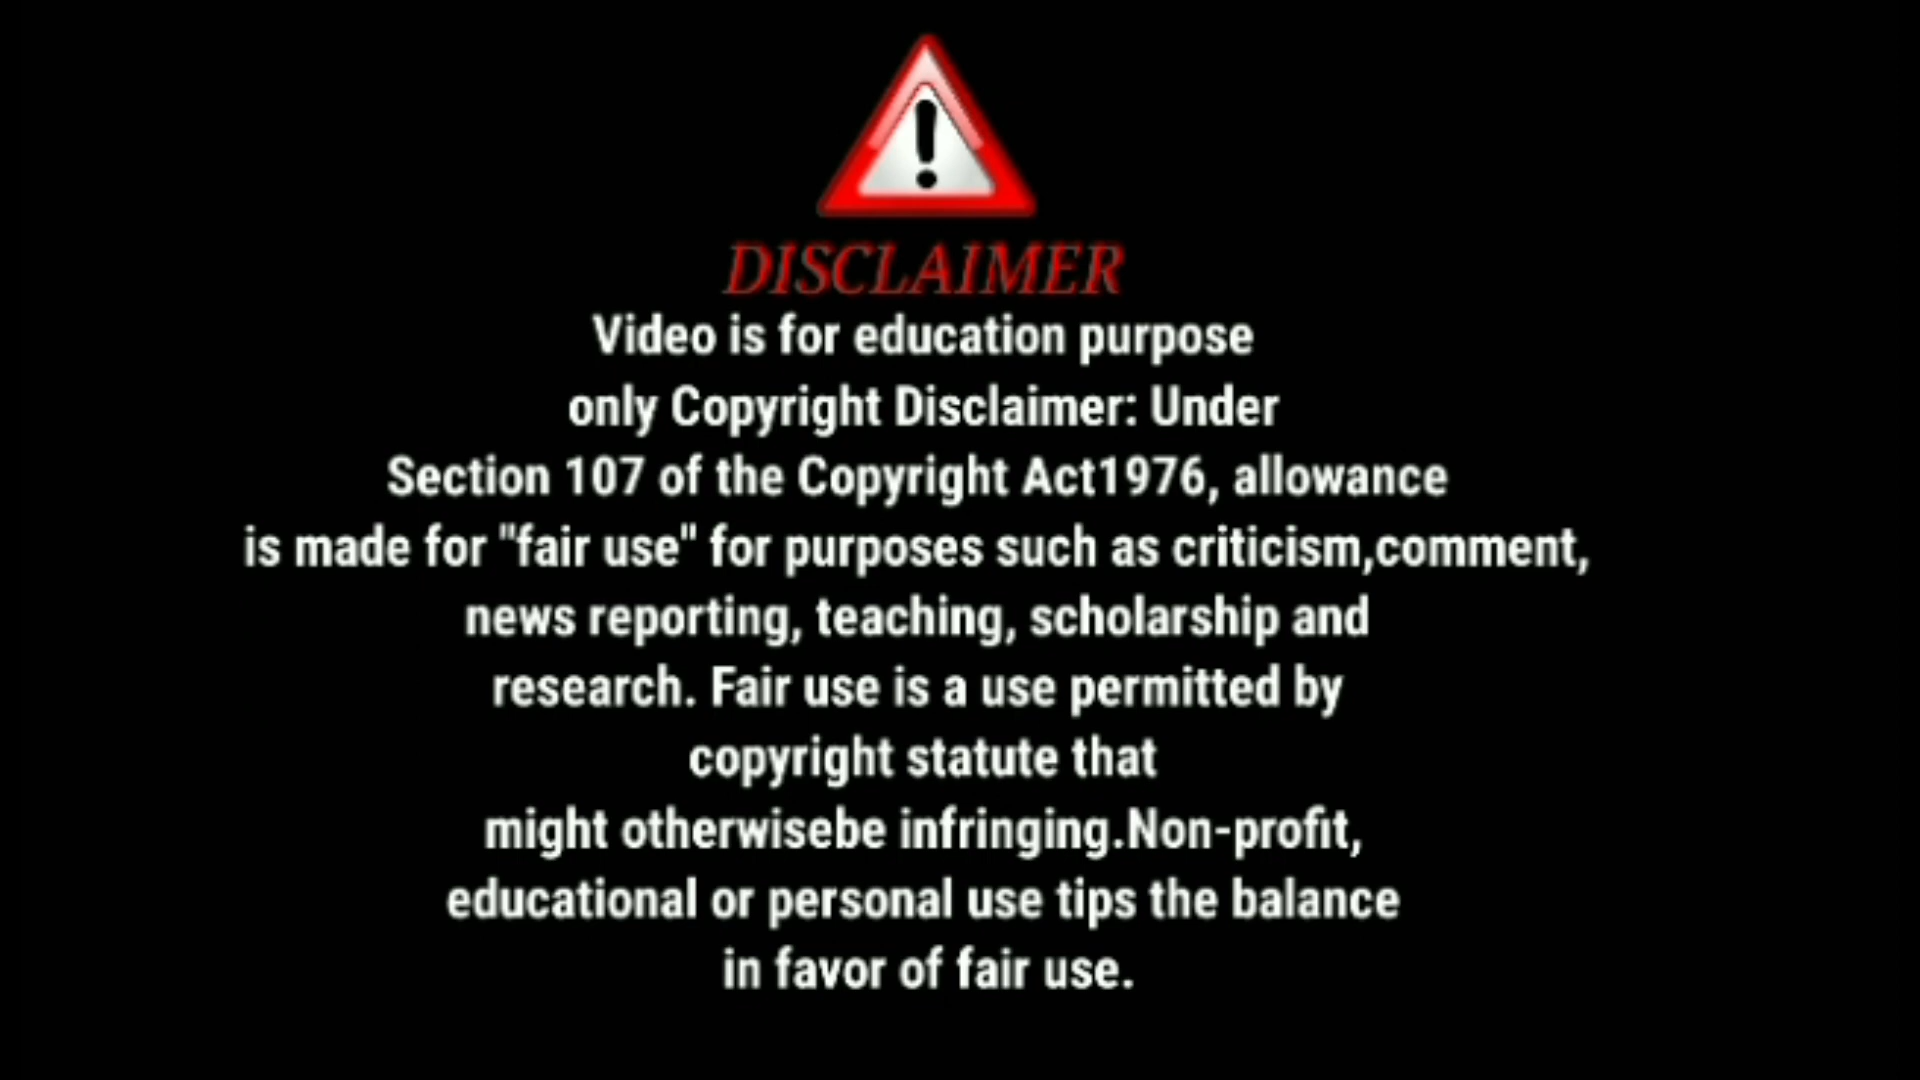 DISCLAIMER
Video is for education purpose
only Copyright Disclaimer: Under
Section 107 of the Copyright Act1976, allowance
is made for "fair use" for purposes such as criticism,comment,
news reporting, teaching, scholarship and
research. Fair use is a use permitted by
copyright statute that
might otherwisebe infringing.Non-profit,
educational or personal use tips the balance
in favor of fair use.